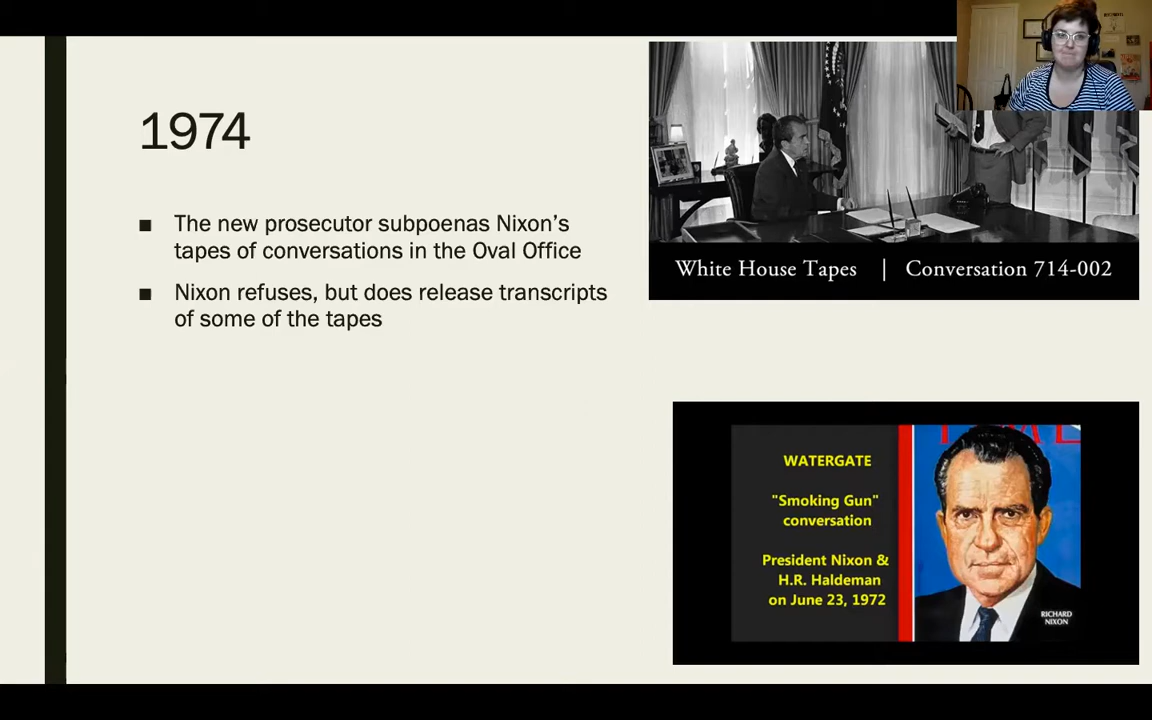 1974
■ The new prosecutor subpoenas Nixon’s
tapes of conversations in the Oval Office
■ Nixon refuses, but does release transcripts
of some of the tapes
White House Tapes | Conversation 714-002
WATERGATE
"Smoking Gun"
conversation
President Nixon &
H.R. Haldeman
on June 23, 1972
RICHARD
NIXON